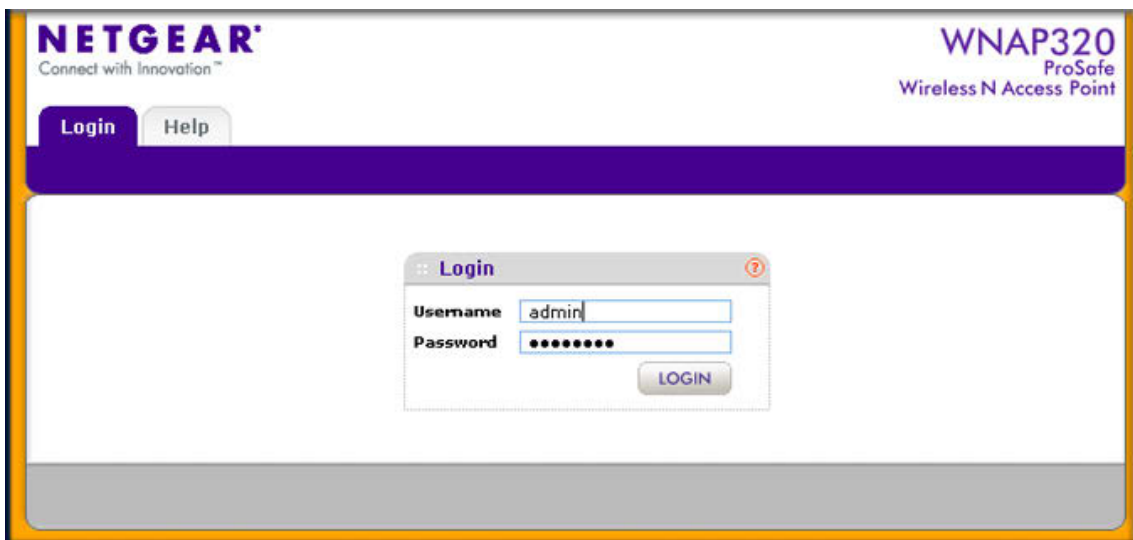 NETGEAR®
Connect with Innovation™
WNAP320
ProSafe
Wireless N Access Point
Login
Help
Login
?
Username
admin
Password
••••••••
LOGIN